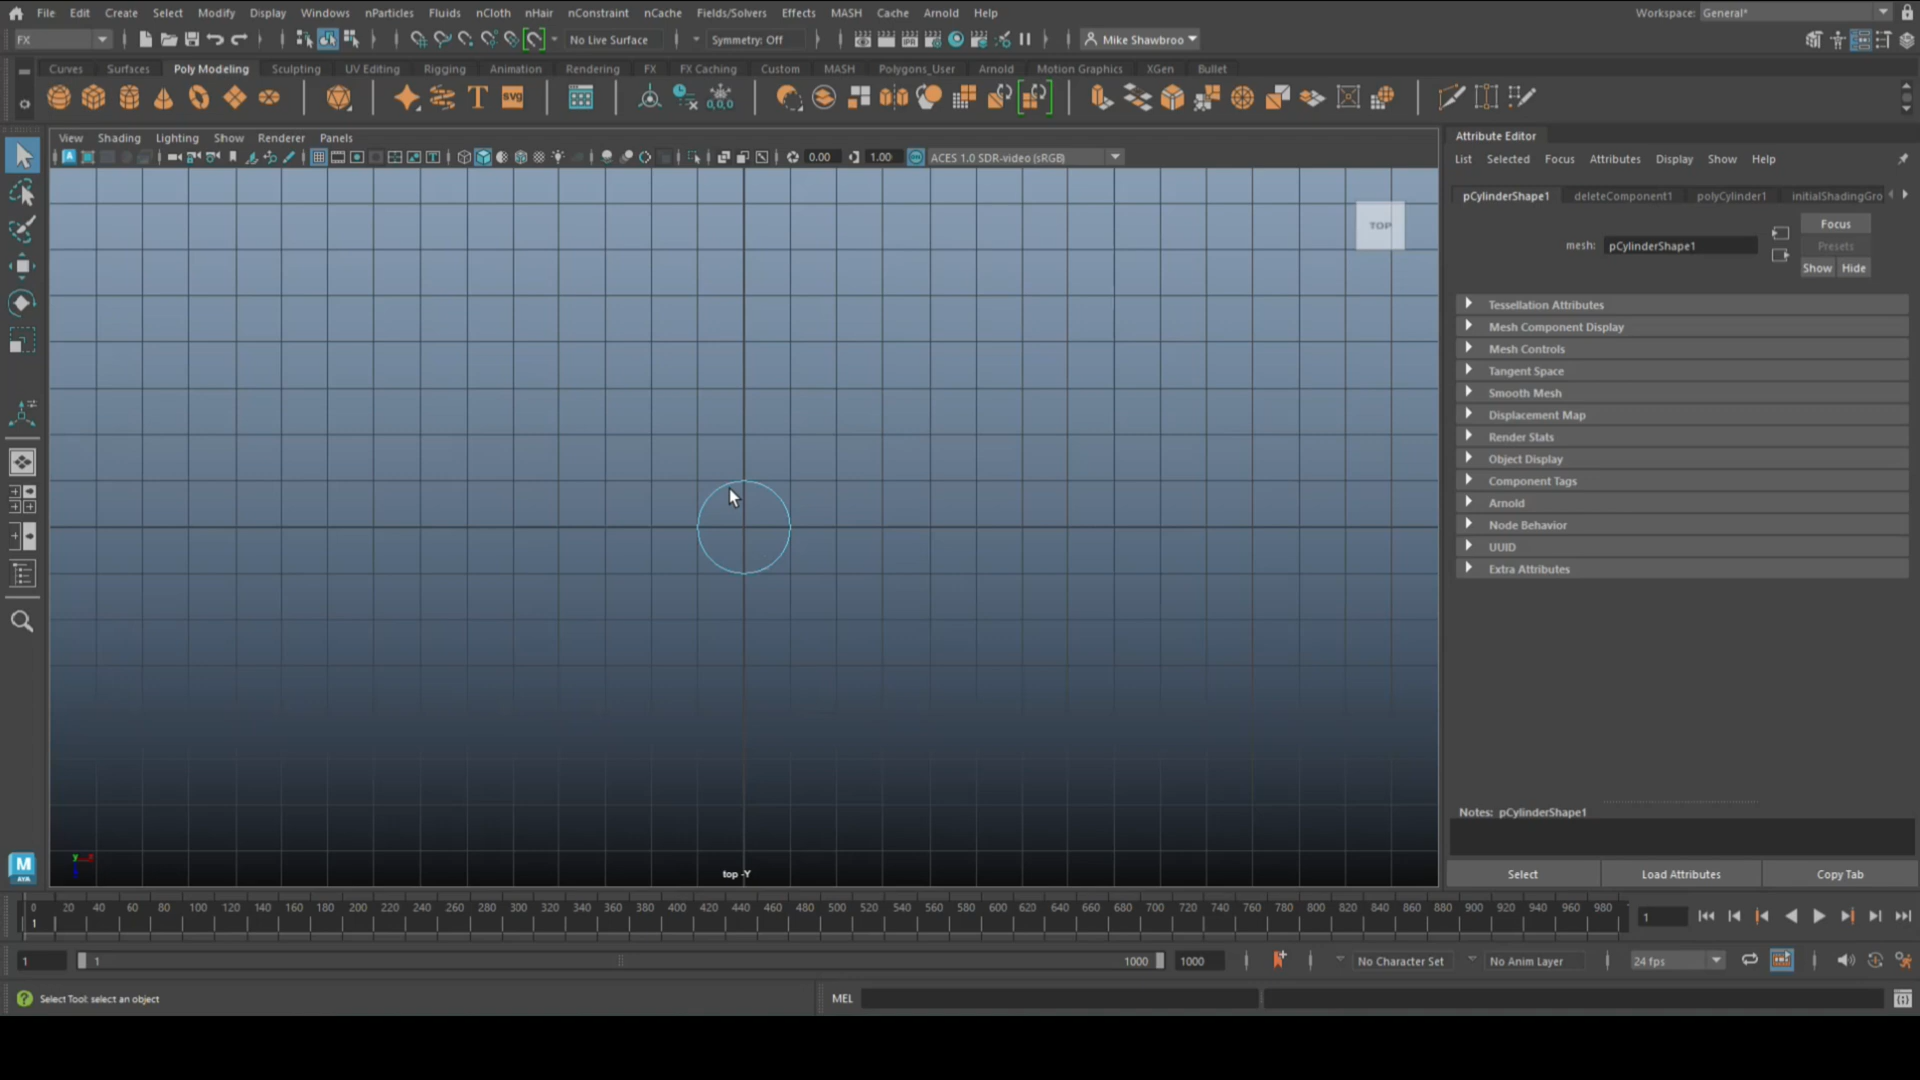 File Edit Create Select Modify Display Windows nParticles Fluids nCloth nHair nConstraint nCache Fields/Solvers Effects MASH Cache Arnold Help Workspace: General*
FX No Live Surface Symmetry: Off Mike Shawbroo
Curves Surfaces Poly Modeling Sculpting UV Editing Rigging Animation Rendering FX FX Caching Custom MASH Polygons_User Arnold Motion Graphics XGen Bullet
T SVG 0,0,0
View Shading Lighting Show Renderer Panels
0.00 1.00 ACES 1.0 SDR-video (sRGB)
TOP
top -Y
Attribute Editor
List Selected Focus Attributes Display Show Help
pCylinderShape1 deleteComponent1 polyCylinder1 initialShadingGro
Focus
mesh: pCylinderShape1 Presets
Show Hide
Tessellation Attributes
Mesh Component Display
Mesh Controls
Tangent Space
Smooth Mesh
Displacement Map
Render Stats
Object Display
Component Tags
Arnold
Node Behavior
UUID
Extra Attributes
Notes: pCylinderShape1
Select Load Attributes Copy Tab
M
0 20 40 60 80 100 120 140 160 180 200 220 240 260 280 300 320 340 360 380 400 420 440 460 480 500 520 540 560 580 600 620 640 660 680 700 720 740 760 780 800 820 840 860 880 900 920 940 960 980
1 1
1 1 1000 1000 No Character Set No Anim Layer 24 fps
Select Tool: select an object MEL